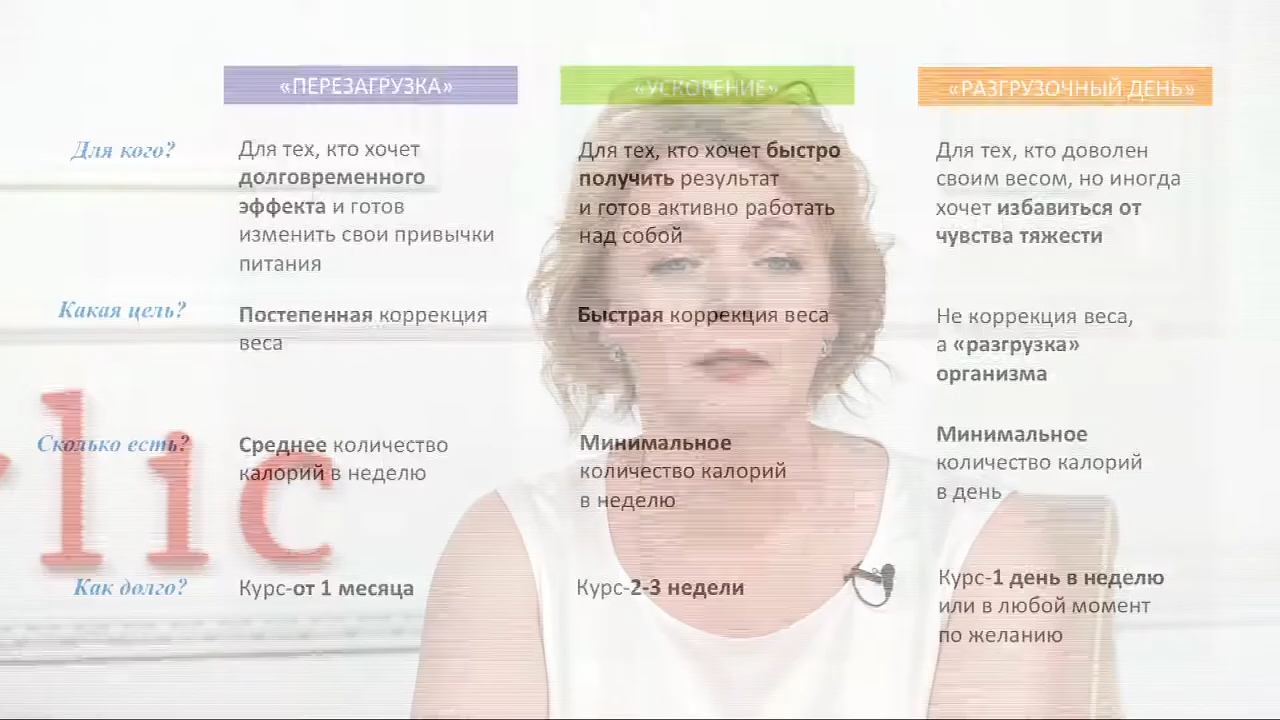 «ПЕРЕЗАГРУЗКА»
«УСКОРЕНИЕ»
«РАЗГРУЗОЧНЫЙ ДЕНЬ»
Для кого?
Для тех, кто хочет
долговременного
эффекта и готов
изменить свои привычки
питания
Для тех, кто хочет быстро
получить результат
и готов активно работать
над собой
Для тех, кто доволен
своим весом, но иногда
хочет избавиться от
чувства тяжести
Какая цель?
Постепенная коррекция
веса
Быстрая коррекция веса
Не коррекция веса,
а «разгрузка»
организма
Сколько есть?
Среднее количество
калорий в неделю
Минимальное
количество калорий
в неделю
Минимальное
количество калорий
в день
lic
Как долго?
Курс-от 1 месяца
Курс-2-3 недели
Курс-1 день в неделю
или в любой момент
по желанию